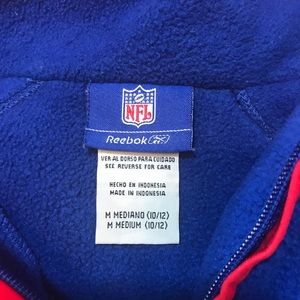 NFL
Reebok
VER AL DORSO PARA CUIDADO
SEE REVERSE FOR CARE
HECHO EN INDONESIA
MADE IN INDONESIA
M MEDIANO (10/12)
M MEDIUM (10/12)